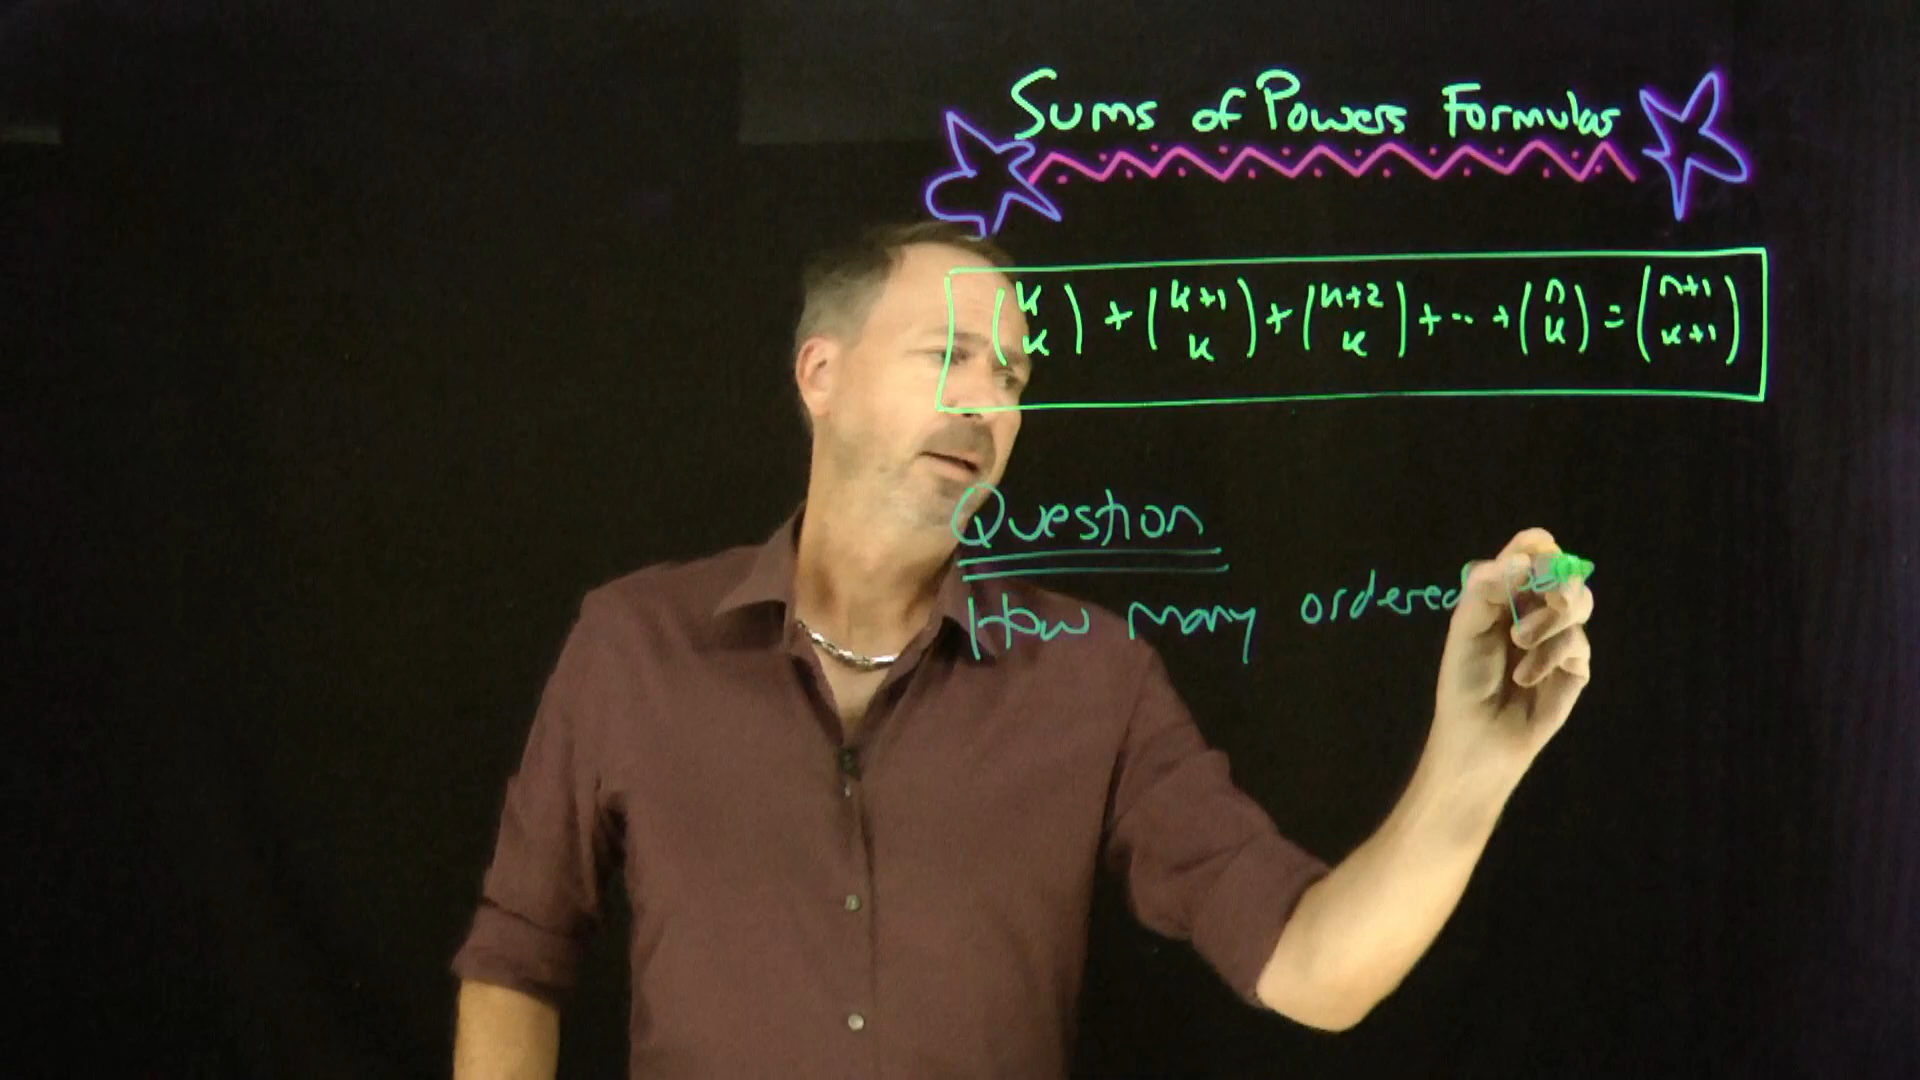 Sums of Powers Formulas
(k k) + (k+1 k) + (k+2 k) + ... + (n k) = (n+1 k+1)
Question
How many ordered